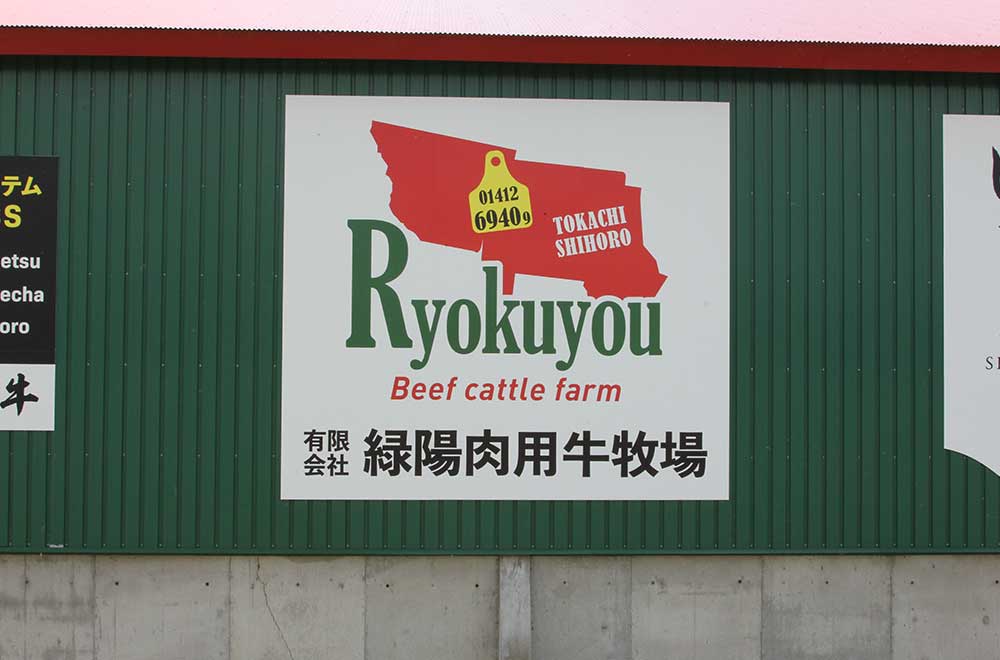 テム
S
etsu
echa
oro
牛
01412
69409
TOKACHI
SHIHORO
Ryokuyou
Beef cattle farm
有限
会社
緑陽肉用牛牧場